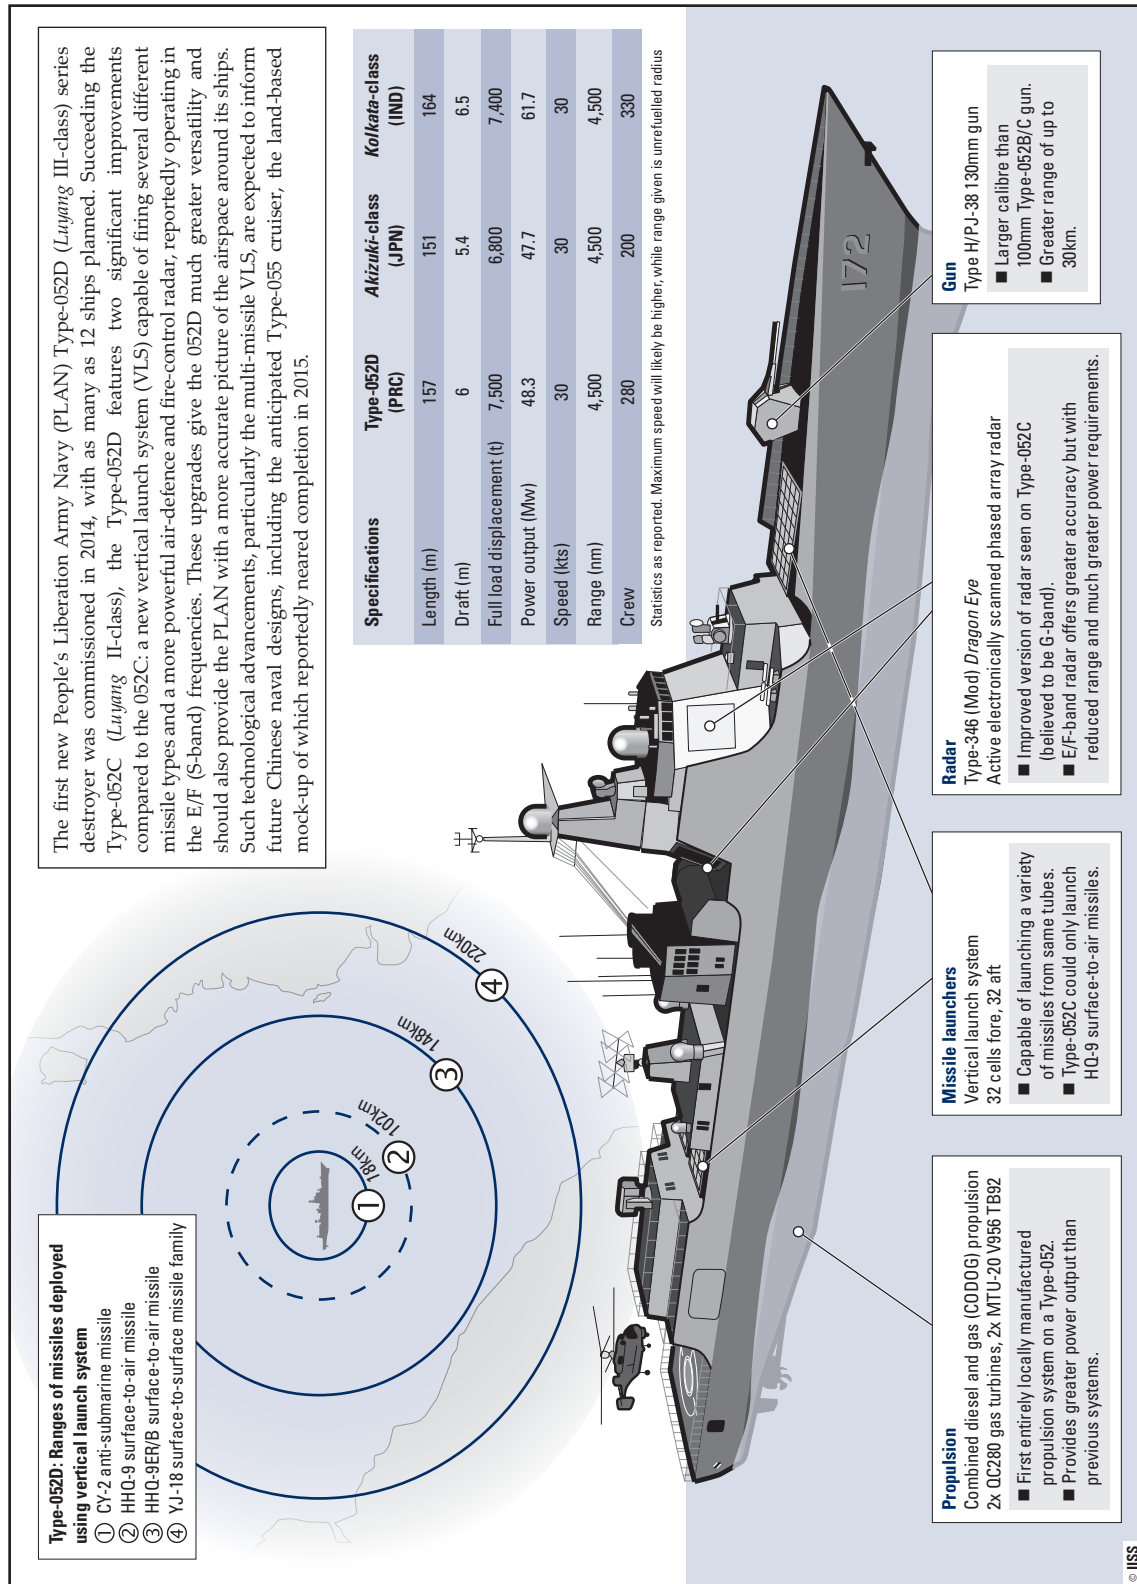 The first new People's Liberation Army Navy (PLAN) Type-052D (Luyang III-class) series
destroyer was commissioned in 2014, with as many as 12 ships planned. Succeeding the
Type-052C (Luyang II-class), the Type-052D features two significant improvements
compared to the 052C: a new vertical launch system (VLS) capable of firing several different
missile types and a more powerful air-defence and fire-control radar, reportedly operating in
the E/F (S-band) frequencies. These upgrades give the 052D much greater versatility and
should also provide the PLAN with a more accurate picture of the airspace around its ships.
Such technological advancements, particularly the multi-missile VLS, are expected to inform
future Chinese naval designs, including the anticipated Type-055 cruiser, the land-based
mock-up of which reportedly neared completion in 2015.
Type-052D: Ranges of missiles deployed
using vertical launch system
① CY-2 anti-submarine missile
② HHQ-9 surface-to-air missile
③ HHQ-9ER/B surface-to-air missile
④ YJ-18 surface-to-surface missile family
18km
1
102km
2
148km
3
220km
4
Specifications Type-052D (PRC) Akizuki-class (JPN) Kolkata-class (IND)
Length (m) 157 151 164
Draft (m) 6 5.4 6.5
Full load displacement (t) 7,500 6,800 7,400
Power output (Mw) 48.3 47.7 61.7
Speed (kts) 30 30 30
Range (nm) 4,500 4,500 4,500
Crew 280 200 330
Statistics as reported. Maximum speed will likely be higher, while range given is unrefuelled radius
172
Propulsion
Combined diesel and gas (CODOG) propulsion
2x QC280 gas turbines, 2x MTU-20 V956 TB92
■ First entirely locally manufactured
propulsion system on a Type-052.
■ Provides greater power output than
previous systems.
Missile launchers
Vertical launch system
32 cells fore, 32 aft
■ Capable of launching a variety
of missiles from same tubes.
■ Type-052C could only launch
HQ-9 surface-to-air missiles.
Radar
Type-346 (Mod) Dragon Eye
Active electronically scanned phased array radar
■ Improved version of radar seen on Type-052C
(believed to be G-band).
■ E/F-band radar offers greater accuracy but with
reduced range and much greater power requirements.
Gun
Type H/PJ-38 130mm gun
■ Larger calibre than
100mm Type-052B/C gun.
■ Greater range of up to
30km.
© IISS